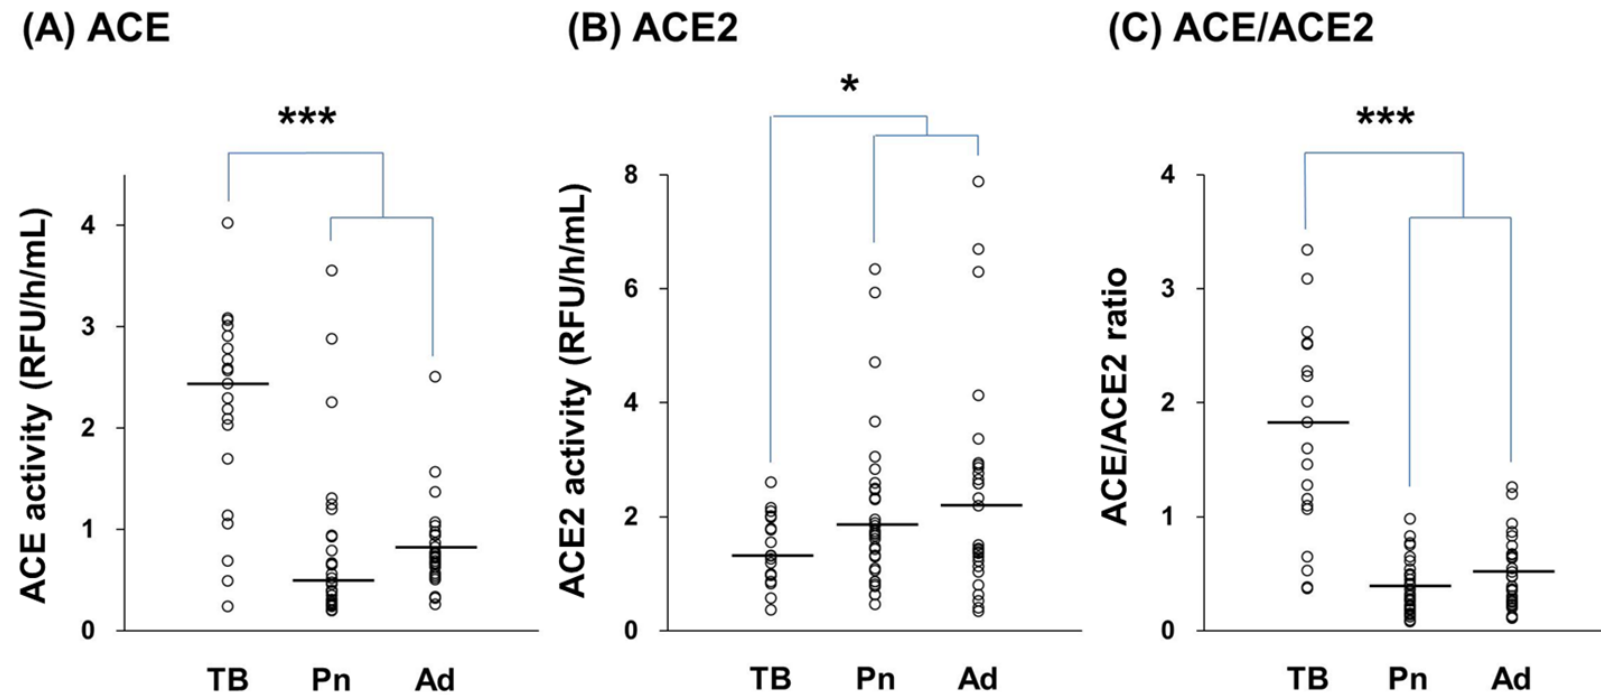 (A) ACE
***
ACE activity (RFU/h/mL)
4
3
2
1
0
TB Pn Ad
(B) ACE2
*
ACE2 activity (RFU/h/mL)
8
6
4
2
0
TB Pn Ad
(C) ACE/ACE2
***
ACE/ACE2 ratio
4
3
2
1
0
TB Pn Ad